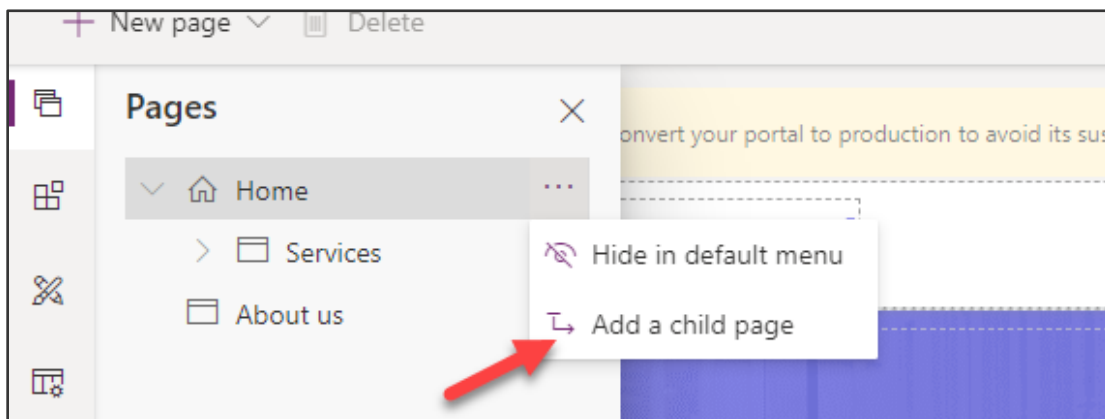 New page Delete
Pages
onvert your portal to production to avoid its sus
Home
Services
About us
Hide in default menu
Add a child page